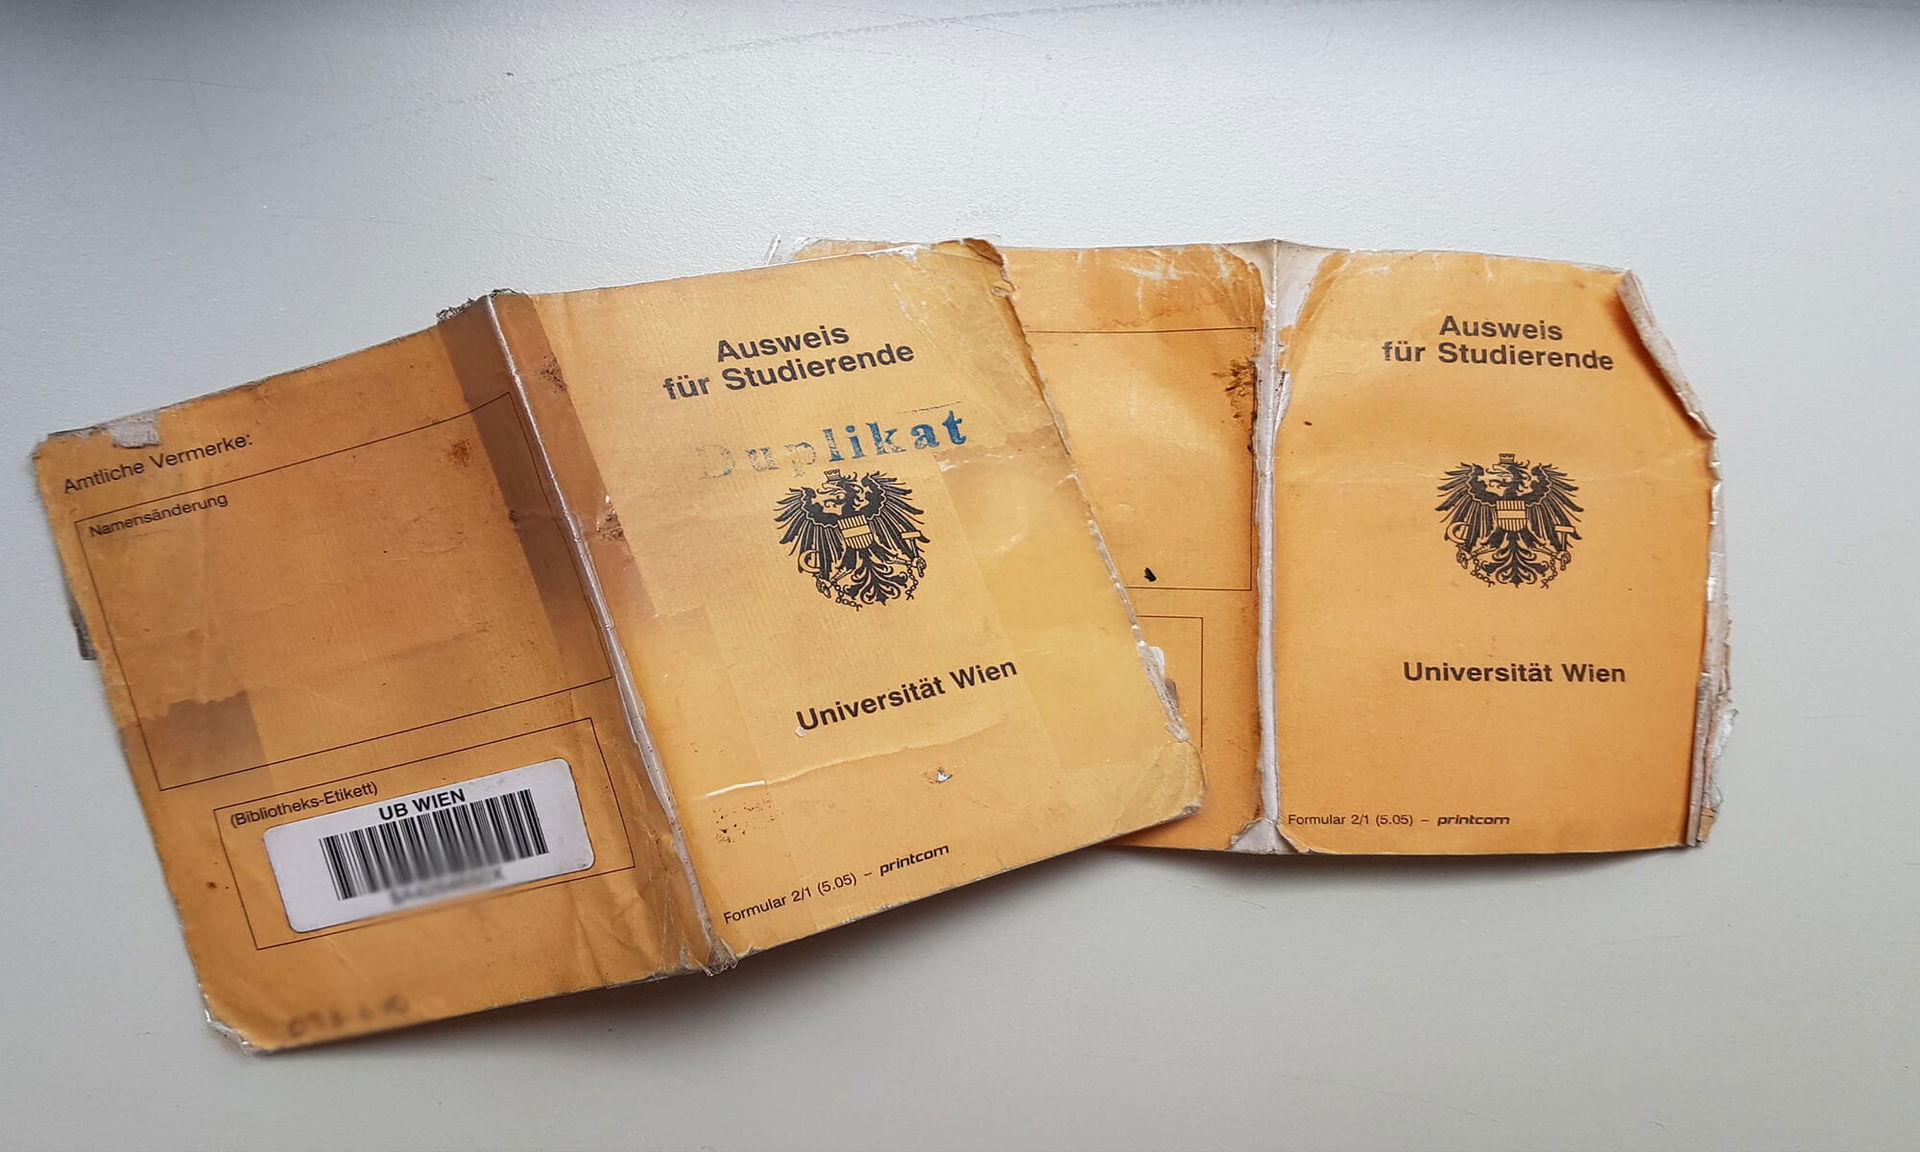 Amtliche Vermerke:
Namensänderung
(Bibliotheks-Etikett)
UB WIEN
Ausweis
für Studierende
Duplikat
Universität Wien
Formular 2/1 (5.05) – printcom
Ausweis
für Studierende
Universität Wien
Formular 2/1 (5.05) – printcom